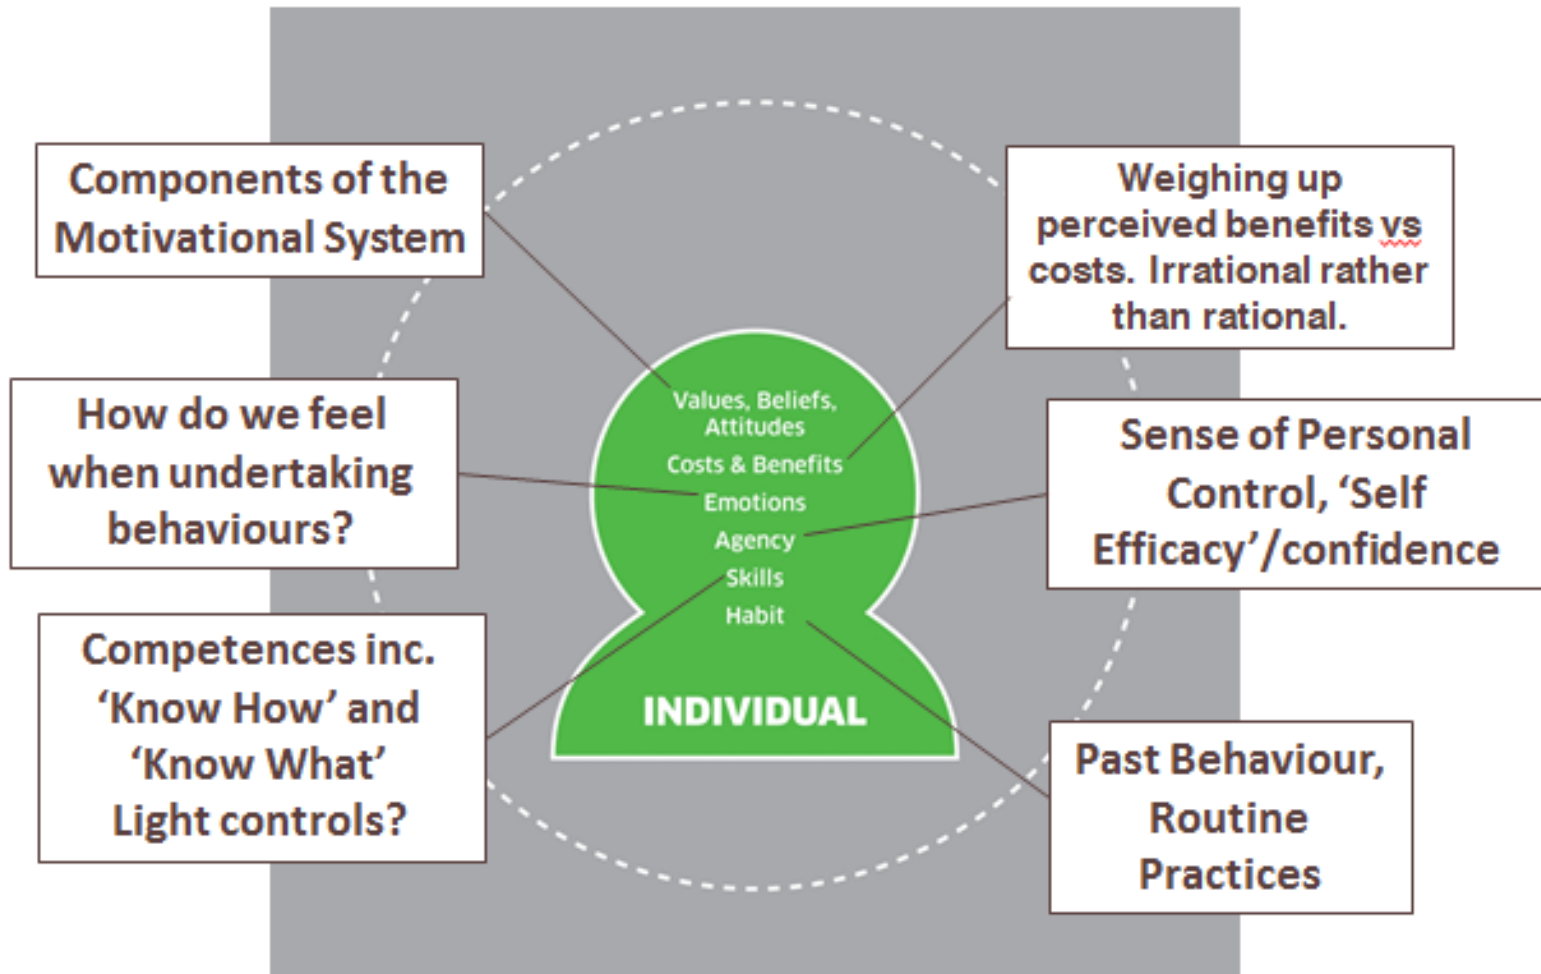 Components of the
Motivational System
Weighing up
perceived benefits vs
costs. Irrational rather
than rational.
How do we feel
when undertaking
behaviours?
Values, Beliefs,
Attitudes
Costs & Benefits
Emotions
Agency
Skills
Habit
INDIVIDUAL
Sense of Personal
Control, ‘Self
Efficacy’/confidence
Competences inc.
‘Know How’ and
‘Know What’
Light controls?
Past Behaviour,
Routine
Practices